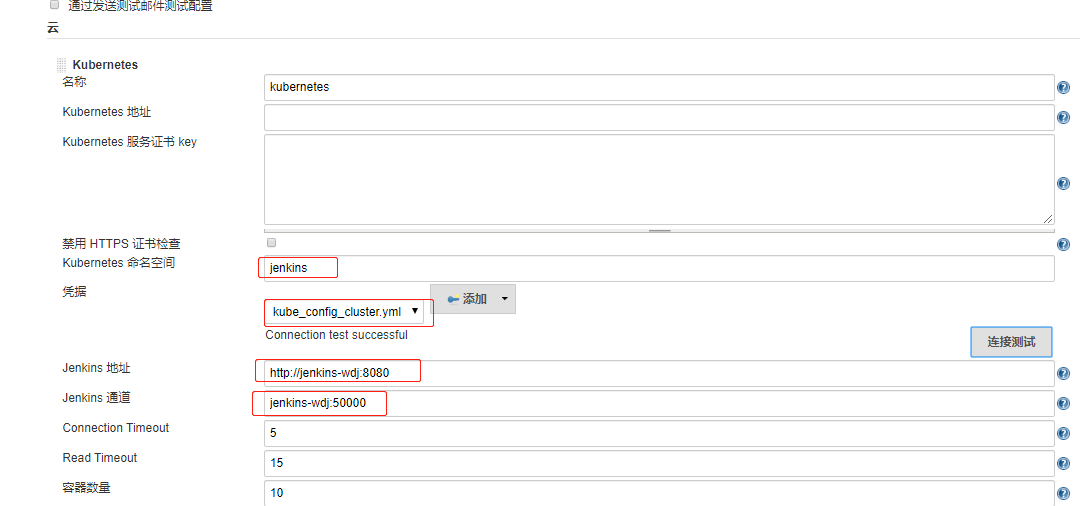 通过发送测试邮件测试配置
云
Kubernetes
名称
kubernetes
Kubernetes 地址
Kubernetes 服务证书 key
禁用 HTTPS 证书检查
Kubernetes 命名空间
jenkins
凭据
添加
kube_config_cluster.yml
Connection test successful
连接测试
Jenkins 地址
http://jenkins-wdj:8080
Jenkins 通道
jenkins-wdj:50000
Connection Timeout
5
Read Timeout
15
容器数量
10